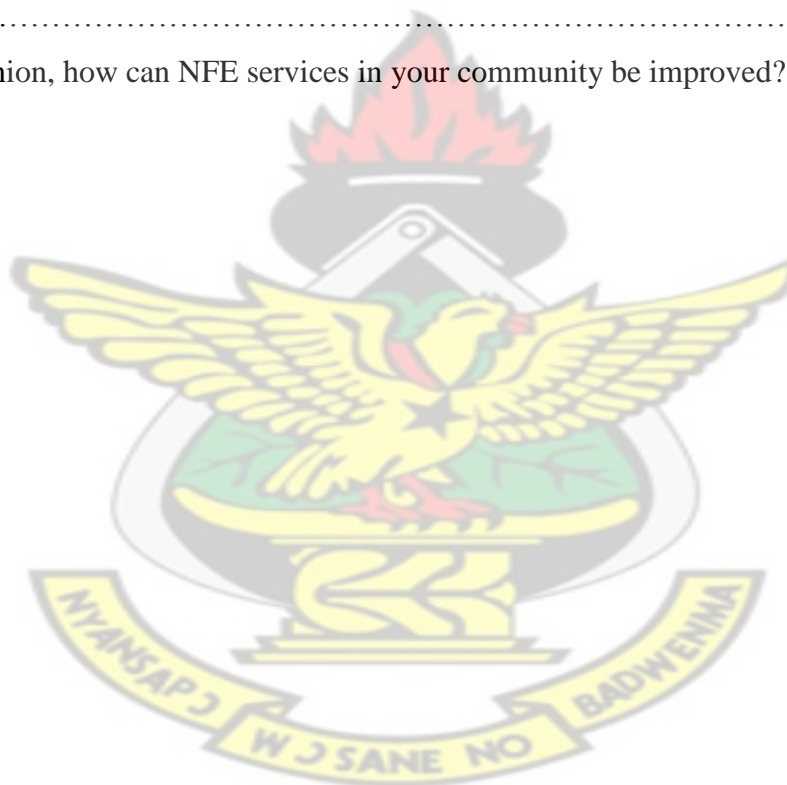 ……………………………………………………………………
nion, how can NFE services in your community be improved?
NYANSAPƆ
WƆSANE NO
BADWENMA